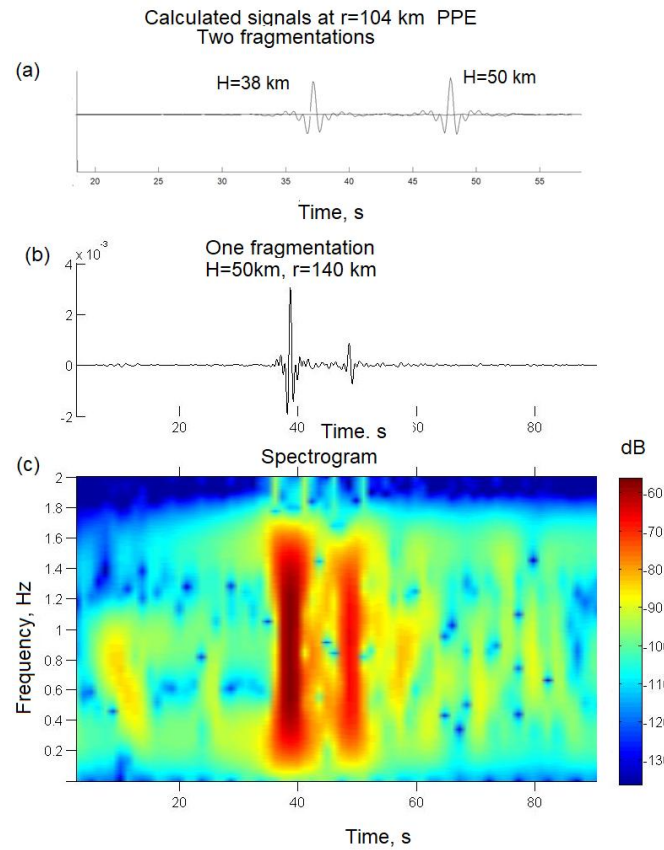 Calculated signals at r=104 km PPE
Two fragmentations
(a)
H=38 km
H=50 km
20 25 30 35 40 45 50 55
Time, s
(b)
4 x 10-3
One fragmentation
H=50km, r=140 km
2
0
-2
20 40 60 80
Time. s
(c)
Spectrogram
dB
2
1.8
1.6
1.4
1.2
1
0.8
0.6
0.4
0.2
Frequency, Hz
-60
-70
-80
-90
-100
-110
-120
-130
20 40 60 80
Time, s